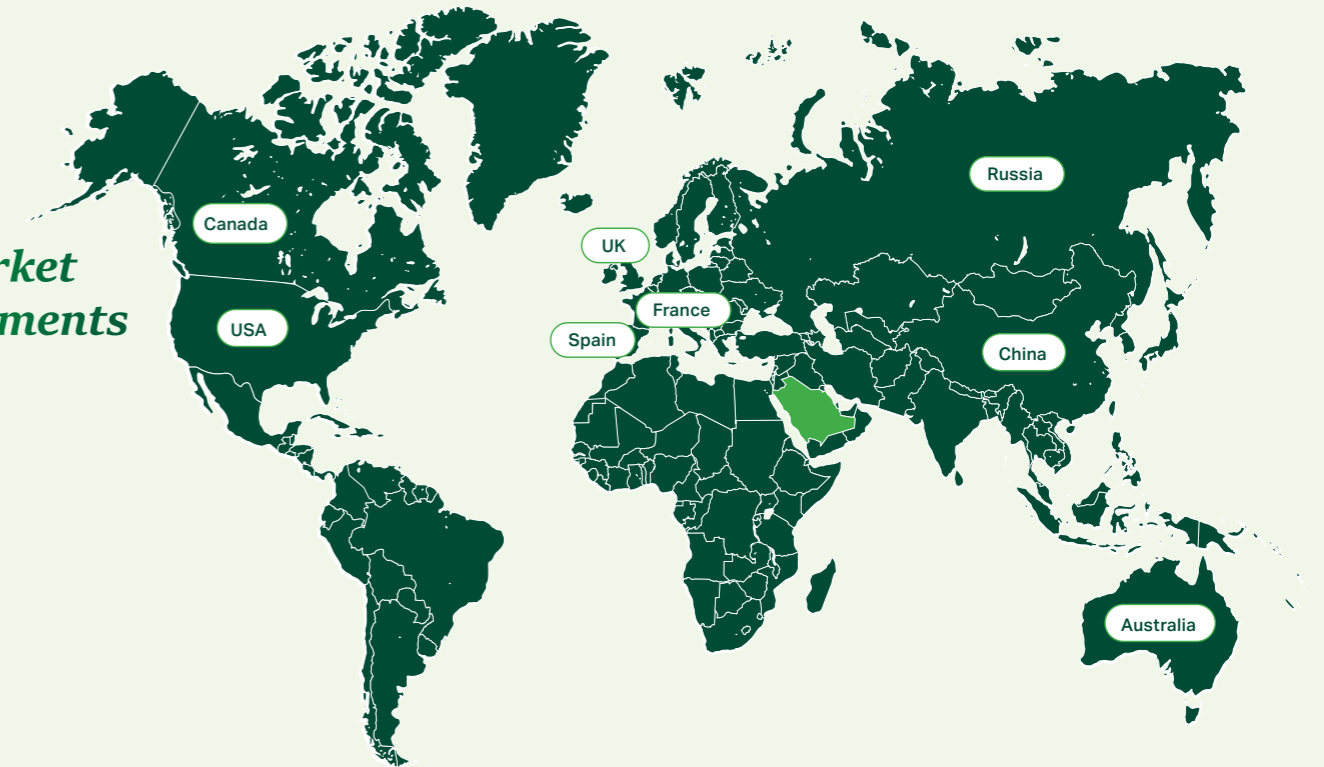 Russia
Canada
UK
rket
ments
France
USA
Spain
China
Australia